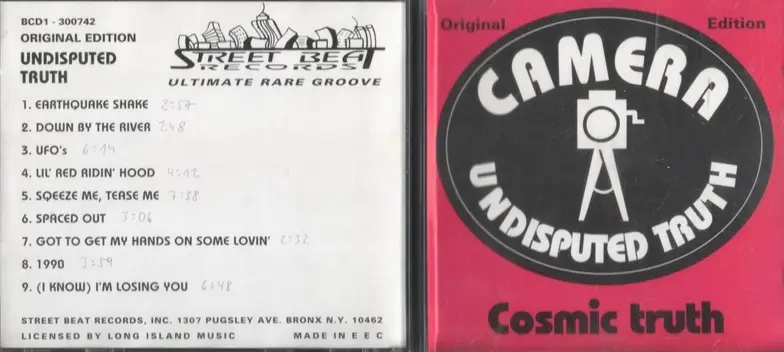 BCD1 - 300742
ORIGINAL EDITION
UNDISPUTED
TRUTH
STREET BEAT
RECORDS
ULTIMATE RARE GROOVE
1. EARTHQUAKE SHAKE 2:57
2. DOWN BY THE RIVER 2:48
3. UFO's 6:14
4. LIL' RED RIDIN' HOOD 4:12
5. SQEEZE ME, TEASE ME 7:38
6. SPACED OUT 3:06
7. GOT TO GET MY HANDS ON SOME LOVIN' 2:32
8. 1990 3:59
9. (I KNOW) I'M LOSING YOU 6:48
STREET BEAT RECORDS, INC. 1307 PUGSLEY AVE. BRONX N.Y. 10462
LICENSED BY LONG ISLAND MUSIC MADE IN E E C
Original Edition
CAMERA
UNDISPUTED TRUTH
Cosmic truth